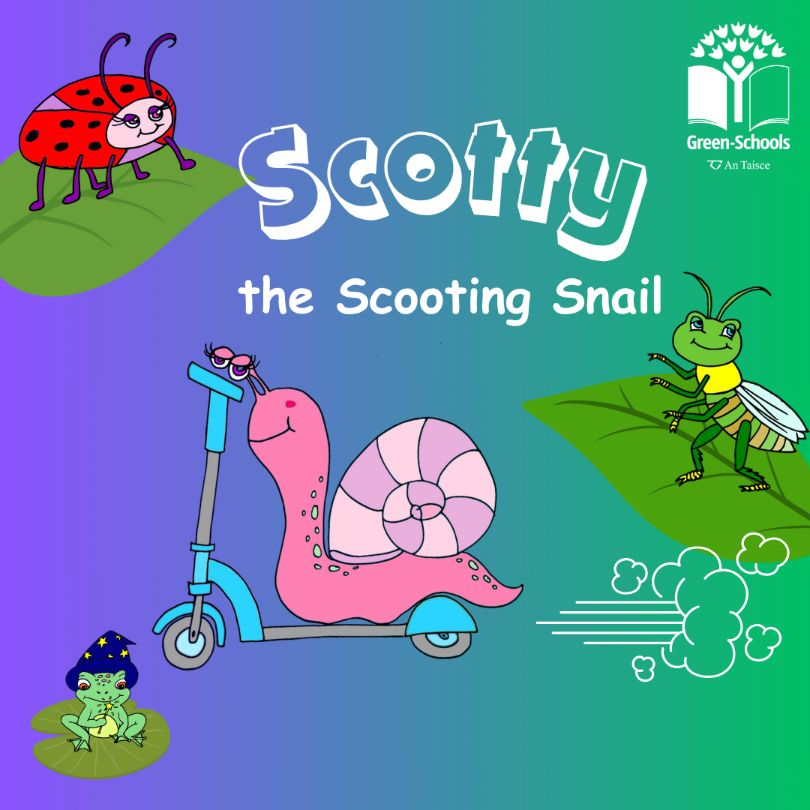 Scotty
the Scooting Snail
Green-Schools
An Taisce